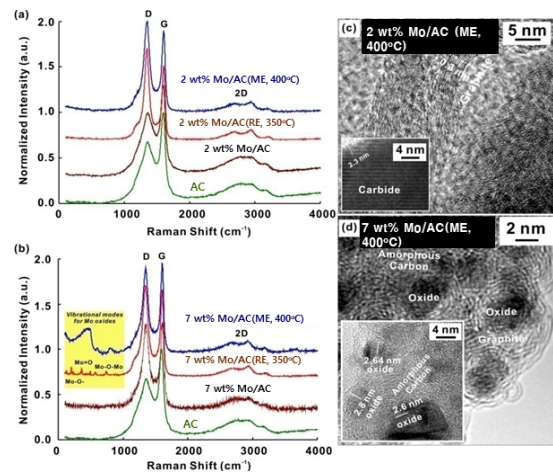 (a)
D
G
2.0
1.5
1.0
0.5
0.0
Normalized Intensity (a.u.)
2 wt% Mo/AC(ME, 400°C)
2D
2 wt% Mo/AC(RE, 350°C)
2 wt% Mo/AC
AC
1000
2000
3000
4000
Raman Shift (cm-1)
(b)
D
G
2.0
1.5
1.0
0.5
0.0
Normalized Intensity (a.u.)
Vibrational modes
for Mo oxides
Mo=O
Mo-O-Mo
Mo-O-
7 wt% Mo/AC(ME, 400°C)
2D
7 wt% Mo/AC(RE, 350°C)
7 wt% Mo/AC
AC
0
1000
2000
3000
4000
Raman Shift (cm-1)
(c)
2 wt% Mo/AC (ME,
400°C)
5 nm
Graphite
4 nm
2.3 nm
Carbide
(d)
7 wt% Mo/AC(ME,
400°C)
2 nm
Amorphous
Carbon
Oxide
Oxide
Graphite
4 nm
2.64 nm
oxide
2.8 nm
oxide
Amorphous
Carbon
2.6 nm
oxide